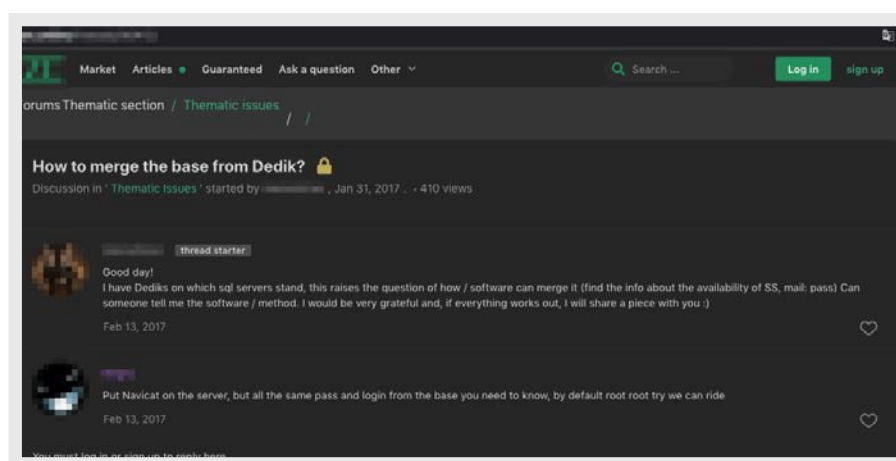 Market Articles Guaranteed Ask a question Other Search ... Log in sign up
orums Thematic section / Thematic issues
/ /
How to merge the base from Dedik?
Discussion in ' Thematic Issues ' started by , Jan 31, 2017 . 410 views
thread starter
Good day!
I have Dediks on which sql servers stand, this raises the question of how / software can merge it (find the info about the availability of SS, mail: pass) Can
someone tell me the software / method. I would be very grateful and, if everything works out, I will share a piece with you :)
Feb 13, 2017
Put Navicat on the server, but all the same pass and login from the base you need to know, by default root root try we can ride
Feb 13, 2017
You must log in or sign up to reply here